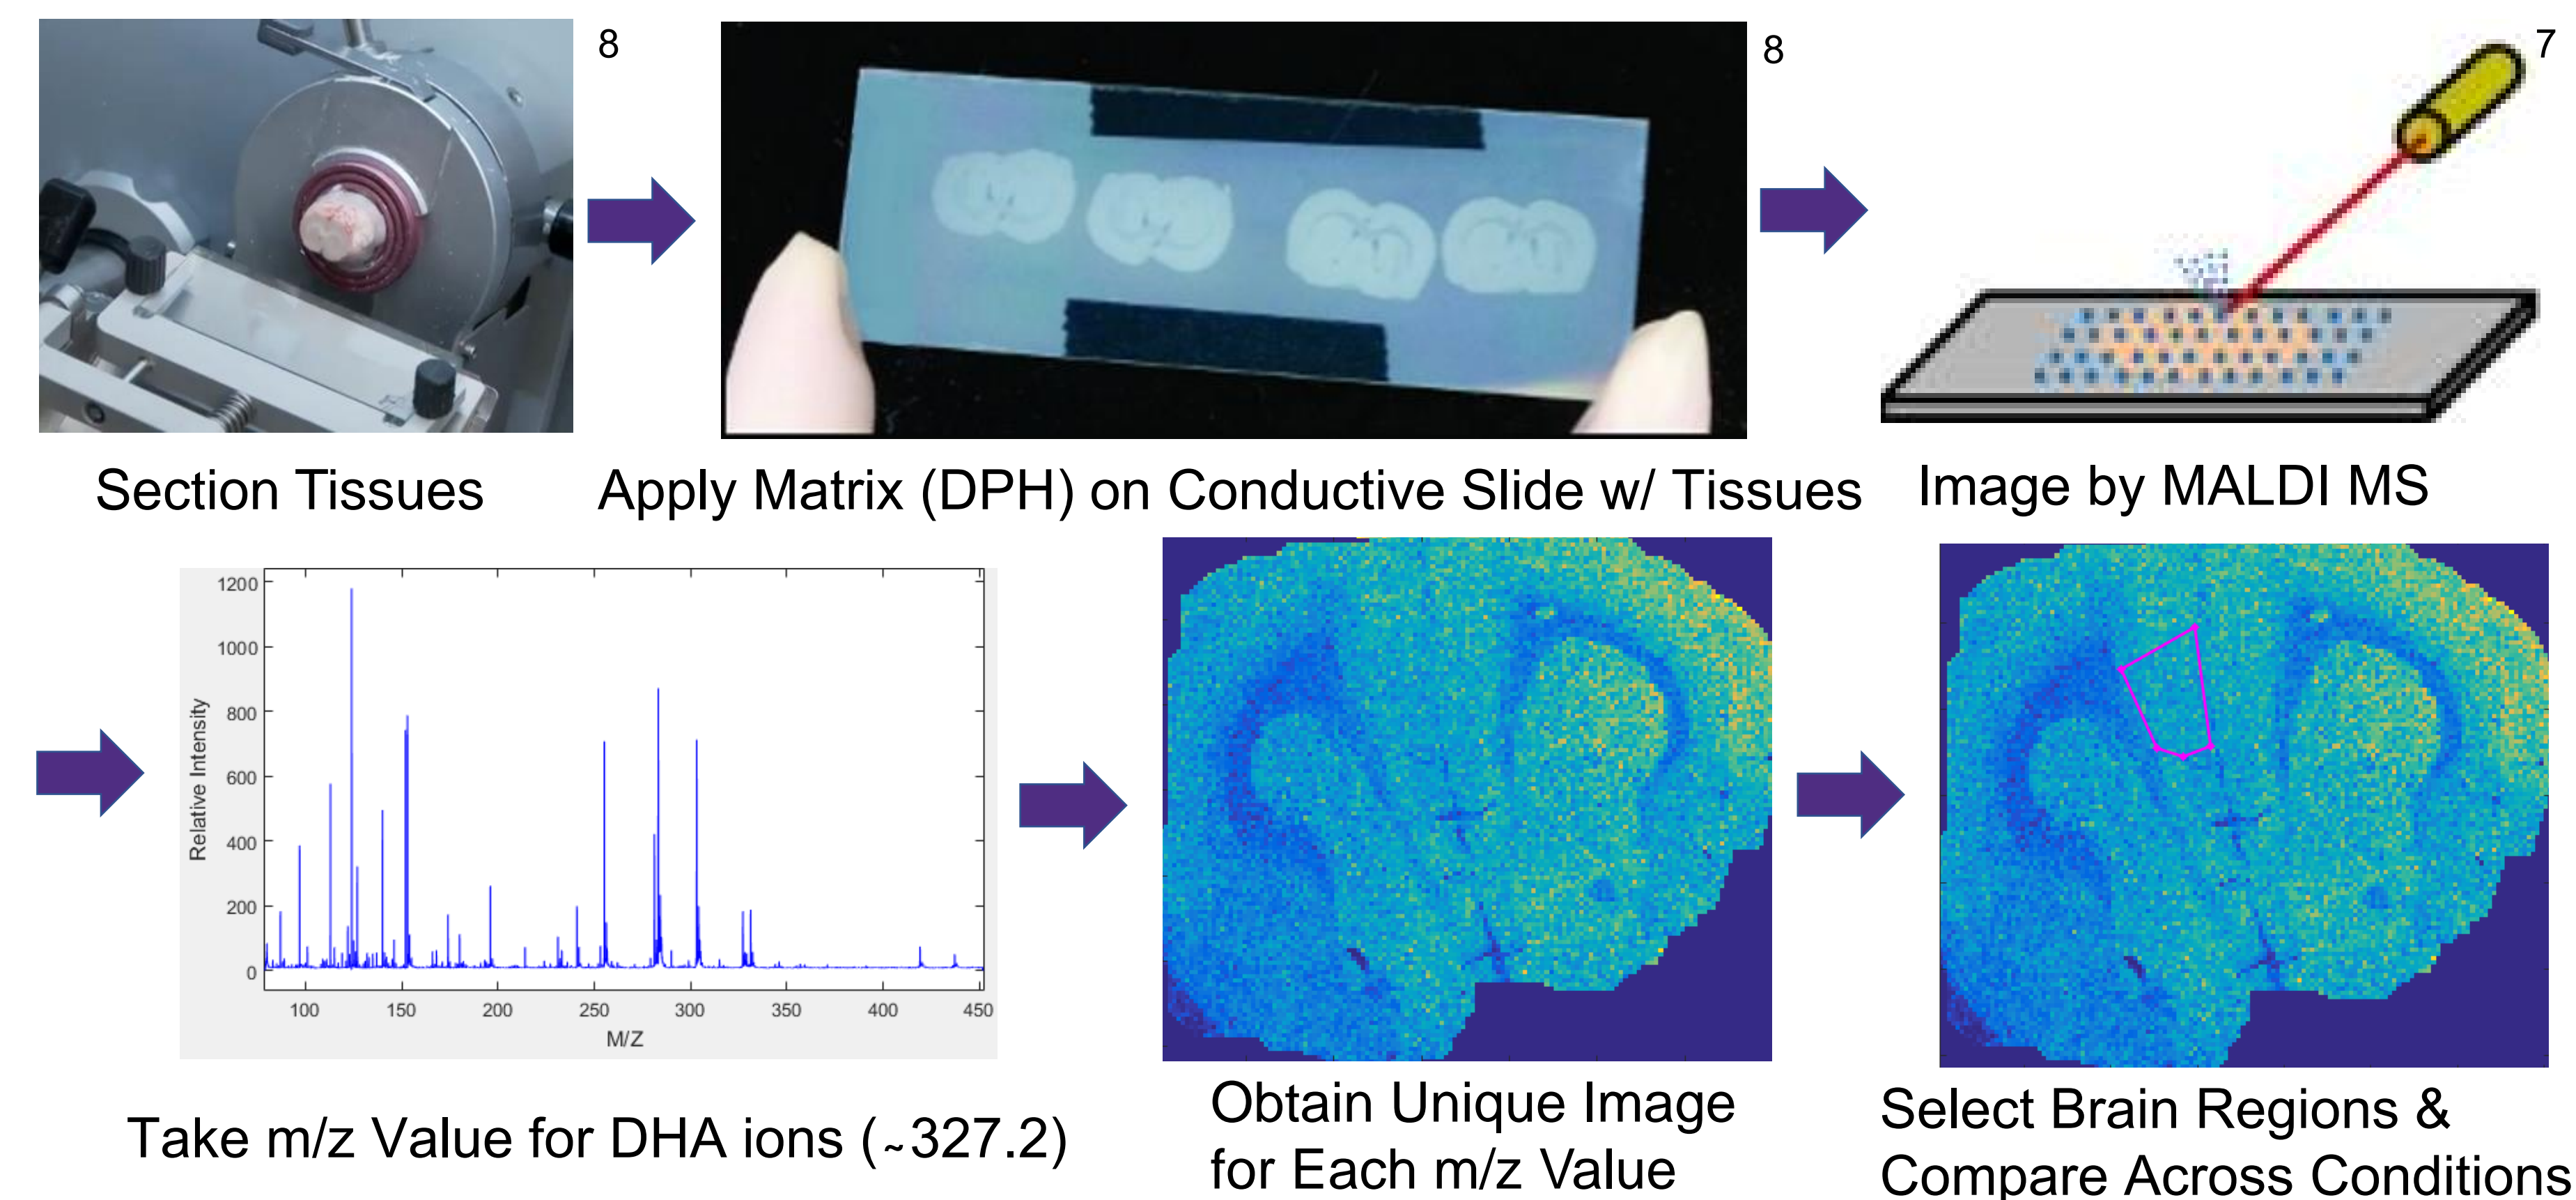 8
8
7
Section Tissues
Apply Matrix (DPH) on Conductive Slide w/ Tissues
Image by MALDI MS
1200
1000
800
600
400
200
0
Relative Intensity
100 150 200 250 300 350 400 450
M/Z
Take m/z Value for DHA ions (~327.2)
Obtain Unique Image
for Each m/z Value
Select Brain Regions &
Compare Across Conditions